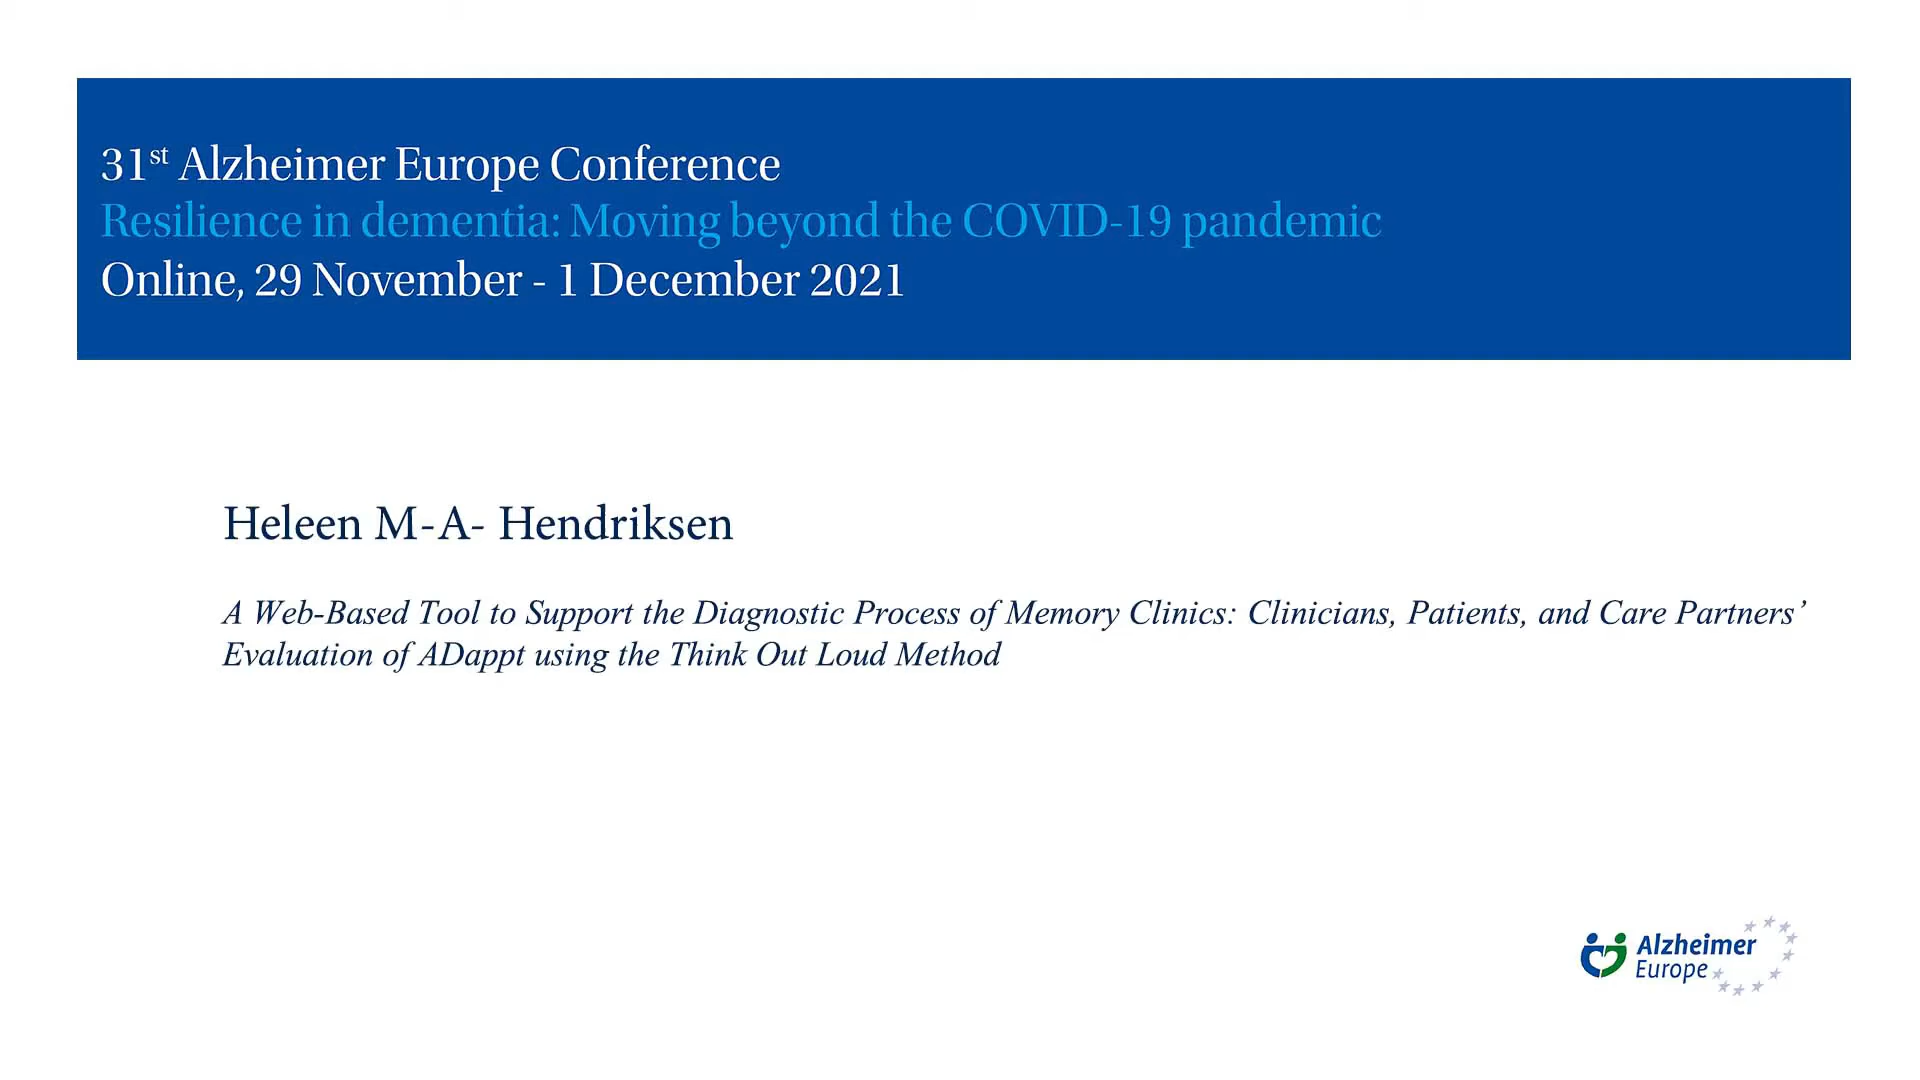 31st Alzheimer Europe Conference
Resilience in dementia: Moving beyond the COVID-19 pandemic
Online, 29 November - 1 December 2021
Heleen M-A- Hendriksen
A Web-Based Tool to Support the Diagnostic Process of Memory Clinics: Clinicians, Patients, and Care Partners’
Evaluation of ADappt using the Think Out Loud Method
Alzheimer
Europe